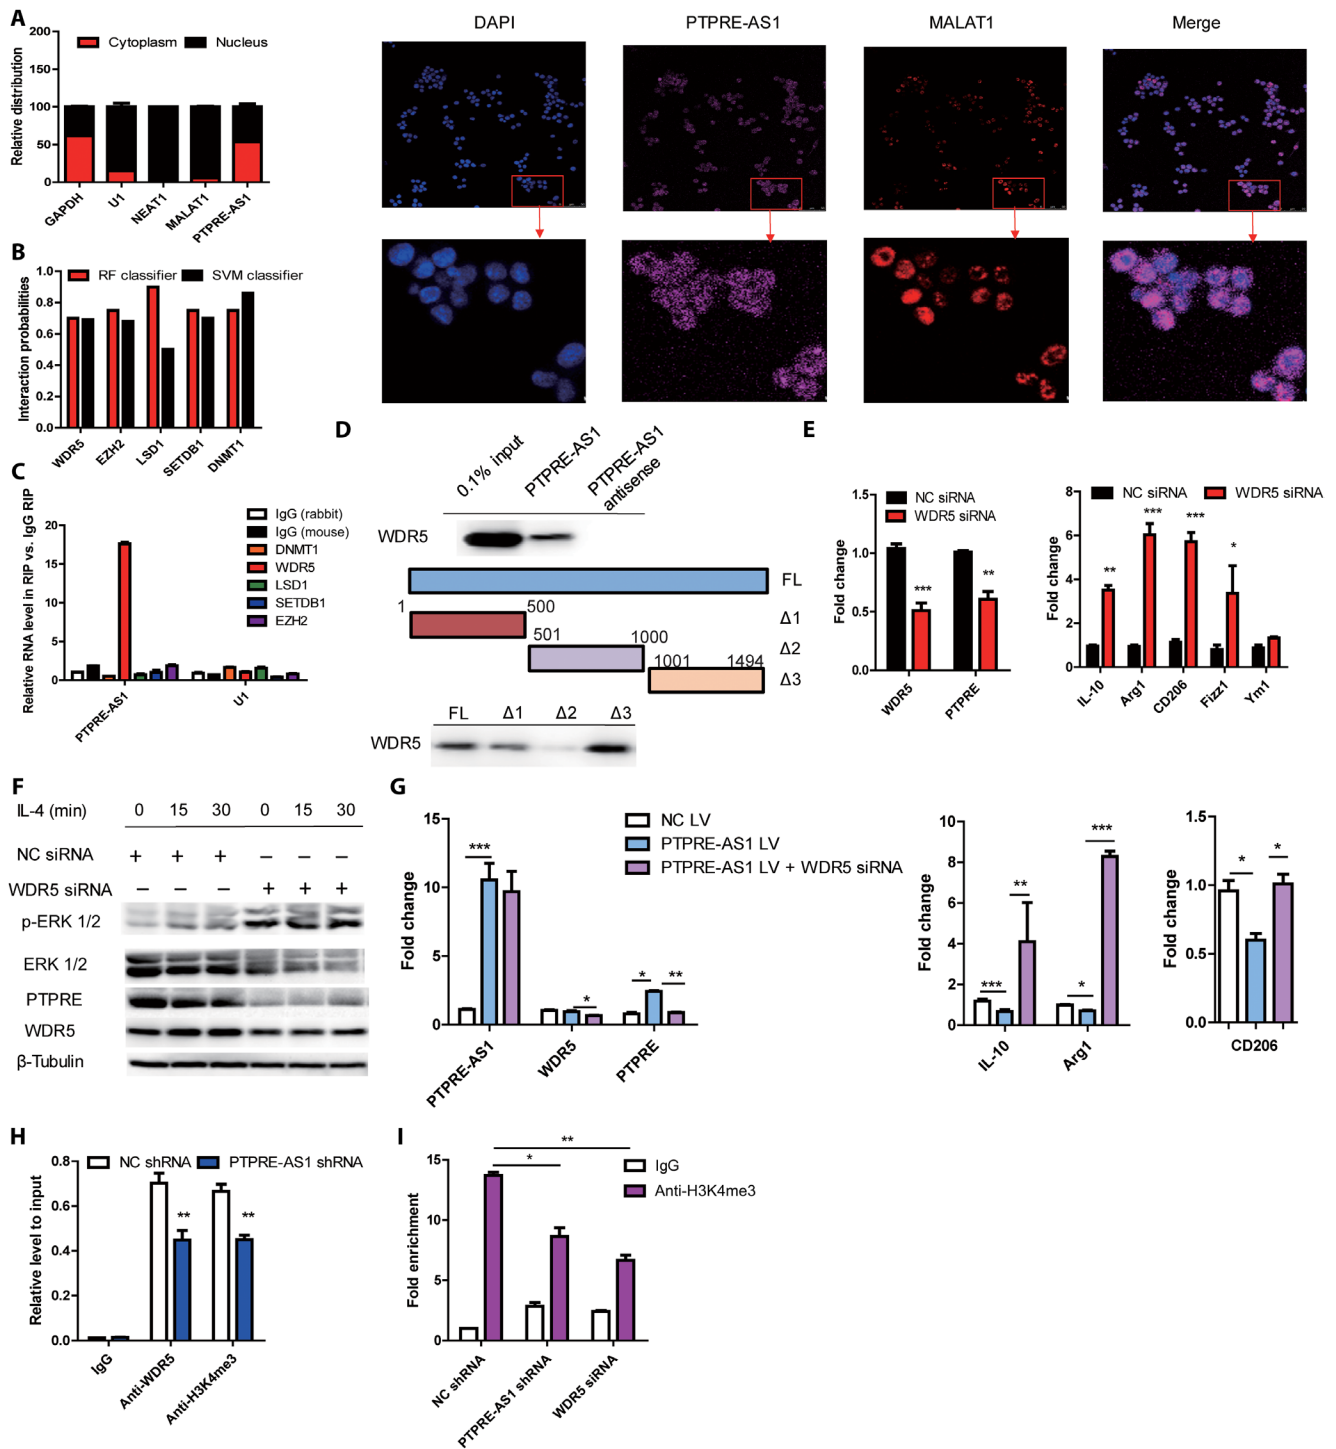 A
Relative distribution
200
150
100
50
0
Cytoplasm
Nucleus
GAPDH
U1
NEAT1
MALAT1
PTPRE-AS1
DAPI
PTPRE-AS1
MALAT1
Merge
B
Interaction probabilities
1.0
0.8
0.6
0.4
0.2
0.0
RF classifier
SVM classifier
WDR5
EZH2
LSD1
SETDB1
DNMT1
C
Relative RNA level in RIP vs. IgG RIP
20
15
10
5
0
IgG (rabbit)
IgG (mouse)
DNMT1
WDR5
LSD1
SETDB1
EZH2
PTPRE-AS1
U1
D
0.1% input
PTPRE-AS1
PTPRE-AS1
antisense
WDR5
FL
1
500
Δ1
501
1000
Δ2
1001
1494
Δ3
FL Δ1 Δ2 Δ3
WDR5
E
Fold change
1.5
1.0
0.5
0.0
NC siRNA
WDR5 siRNA
***
**
WDR5
PTPRE
Fold change
8
6
4
2
0
NC siRNA
WDR5 siRNA
**
***
***
*
IL-10
Arg1
CD206
Fizz1
Ym1
F
IL-4 (min) 0 15 30 0 15 30
NC siRNA + + + – – –
WDR5 siRNA – – – + + +
p-ERK 1/2
ERK 1/2
PTPRE
WDR5
β-Tubulin
G
Fold change
15
10
5
0
NC LV
PTPRE-AS1 LV
PTPRE-AS1 LV + WDR5 siRNA
***
*
*
**
PTPRE-AS1
WDR5
PTPRE
Fold change
10
8
6
4
2
0
***
**
*
***
IL-10
Arg1
Fold change
1.5
1.0
0.5
0.0
*
*
CD206
H
Relative level to input
0.8
0.6
0.4
0.2
0.0
NC shRNA
PTPRE-AS1 shRNA
**
**
IgG
Anti-WDR5
Anti-H3K4me3
I
Fold enrichment
15
10
5
0
**
*
IgG
Anti-H3K4me3
NC shRNA
PTPRE-AS1 shRNA
WDR5 siRNA